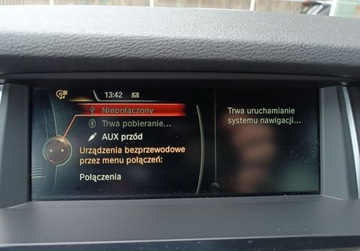 13:42
Niepołączony
Trwa pobieranie...
AUX przód
Urządzenia bezprzewodowe
przez menu połączeń:
Połączenia
Trwa uruchamianie
systemu nawigacji...